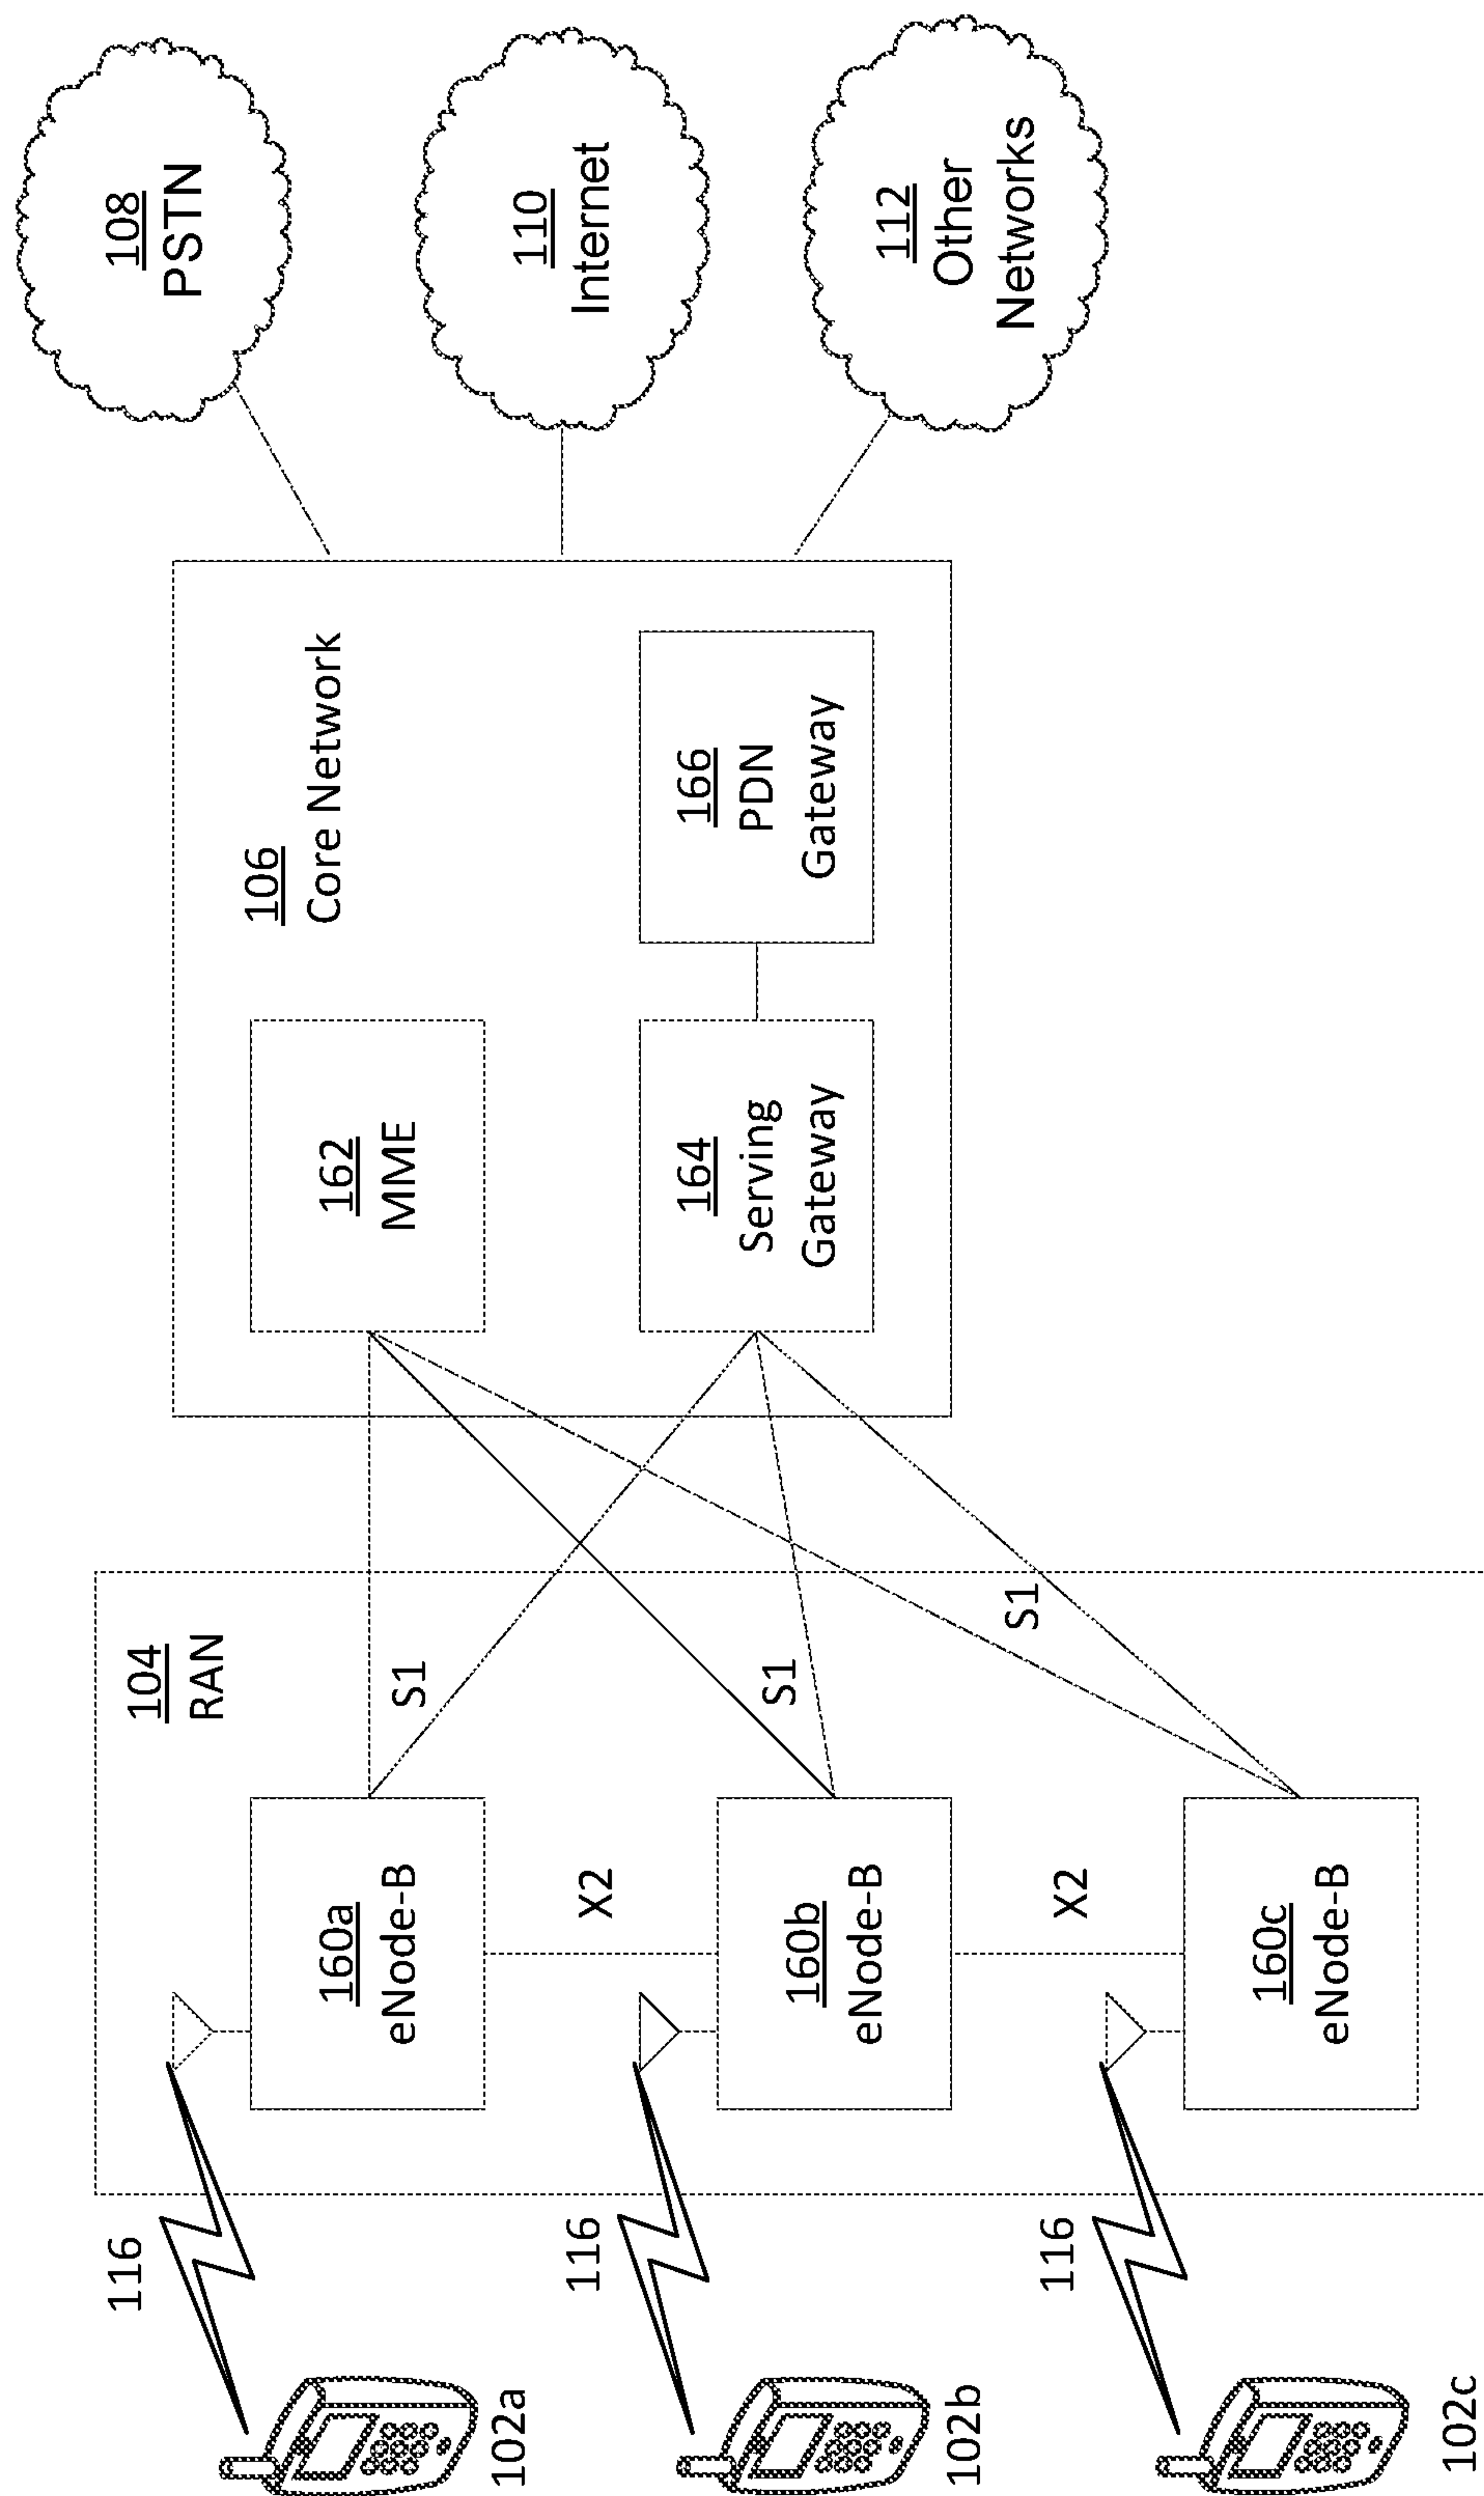 116
102a
116
102b
116
102c
104
RAN
160a
eNode-B
X2
160b
eNode-B
X2
160c
eNode-B
S1
S1
S1
106
Core Network
162
MME
164
Serving
Gateway
166
PDN
Gateway
108
PSTN
110
Internet
112
Other
Networks